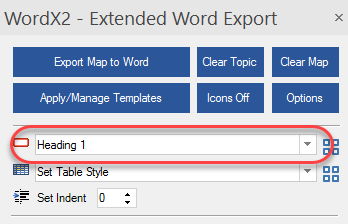 WordX2 - Extended Word Export
Export Map to Word Clear Topic Clear Map
Apply/Manage Templates Icons Off Options
Heading 1
Set Table Style
Set Indent 0